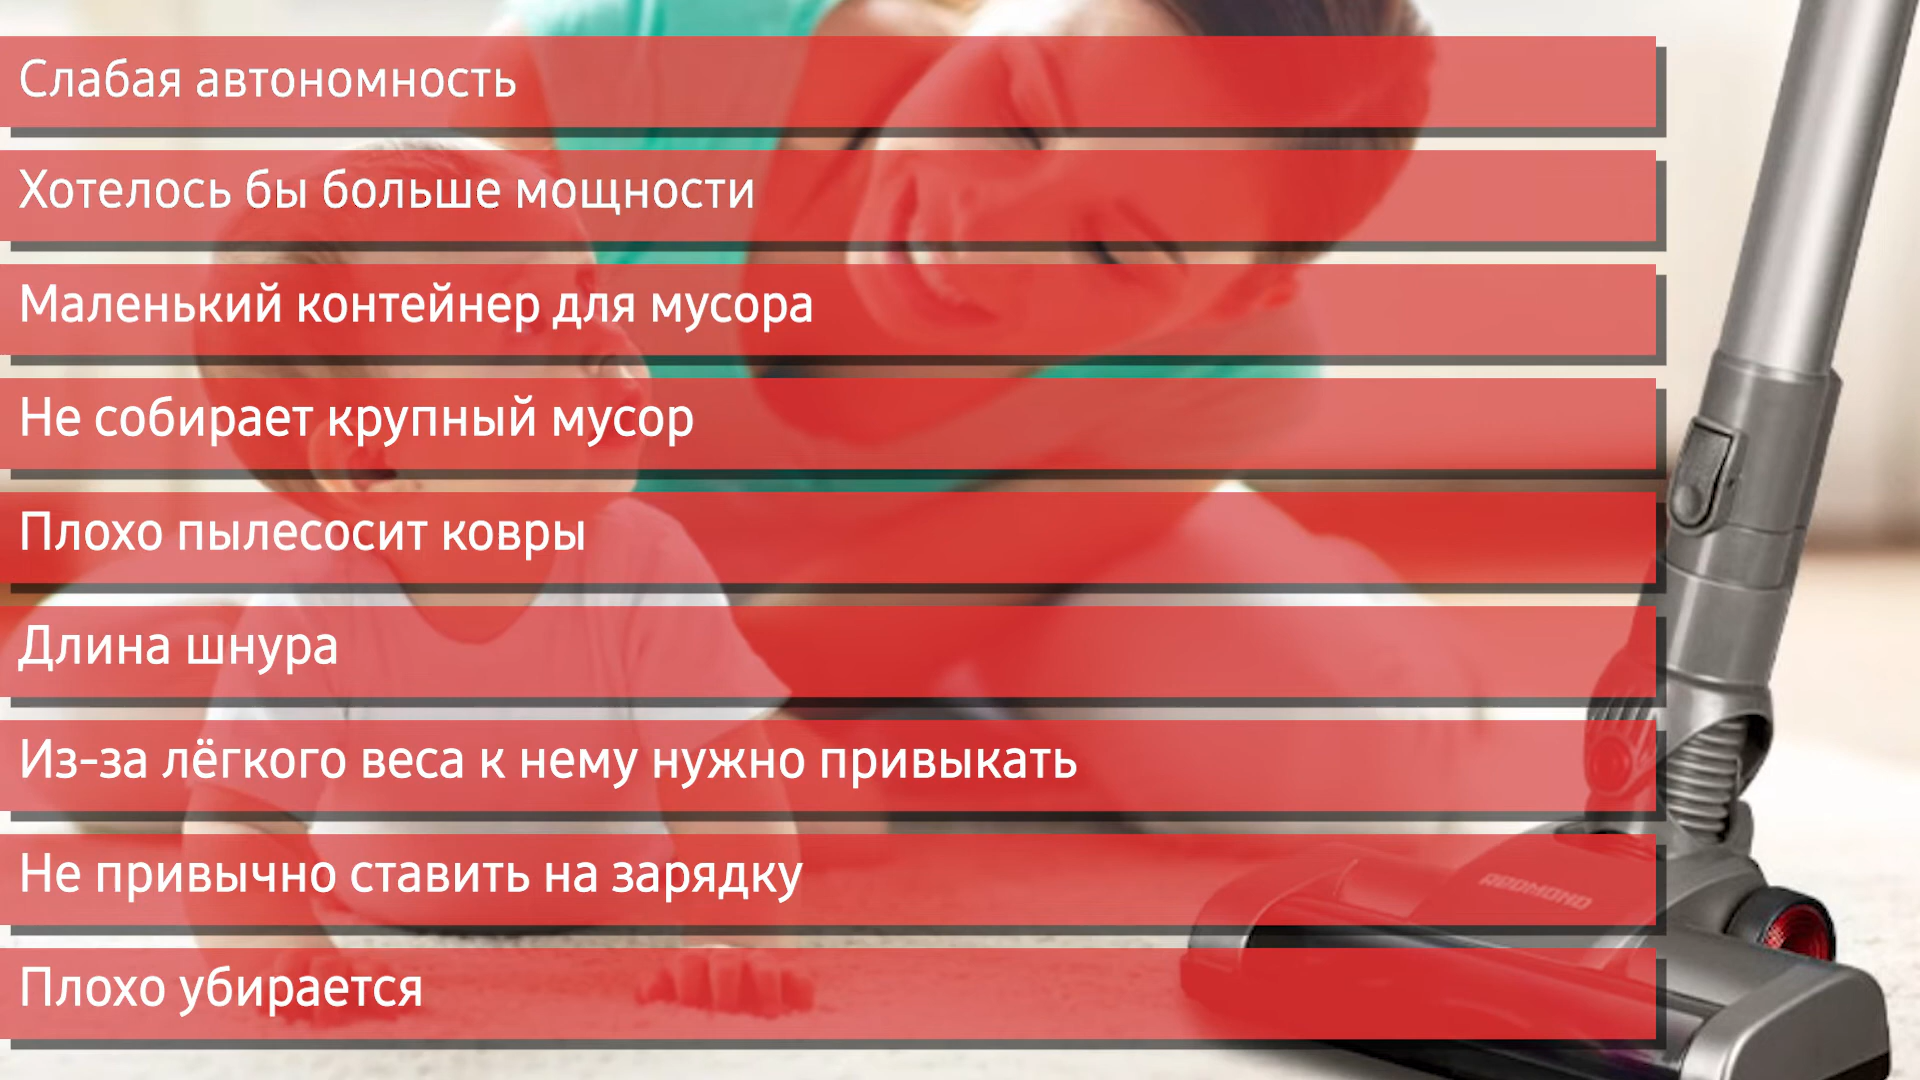 Слабая автономность
Хотелось бы больше мощности
Маленький контейнер для мусора
Не собирает крупный мусор
Плохо пылесосит ковры
Длина шнура
Из-за лёгкого веса к нему нужно привыкать
Не привычно ставить на зарядку
REDMOND
Плохо убирается